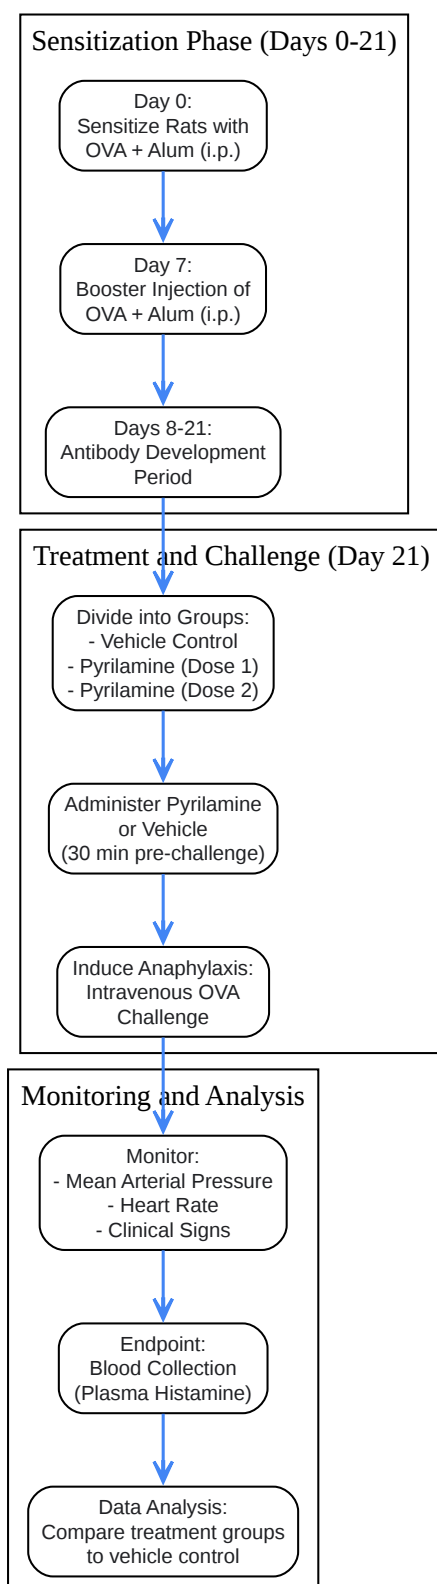 Sensitization Phase (Days 0-21)
Day 0:
Sensitize Rats with
OVA + Alum (i.p.)
Day 7:
Booster Injection of
OVA + Alum (i.p.)
Days 8-21:
Antibody Development
Period
Treatment and Challenge (Day 21)
Divide into Groups:
- Vehicle Control
- Pyrilamine (Dose 1)
- Pyrilamine (Dose 2)
Administer Pyrilamine
or Vehicle
(30 min pre-challenge)
Induce Anaphylaxis:
Intravenous OVA
Challenge
Monitoring and Analysis
Monitor:
- Mean Arterial Pressure
- Heart Rate
- Clinical Signs
Endpoint:
Blood Collection
(Plasma Histamine)
Data Analysis:
Compare treatment groups
to vehicle control